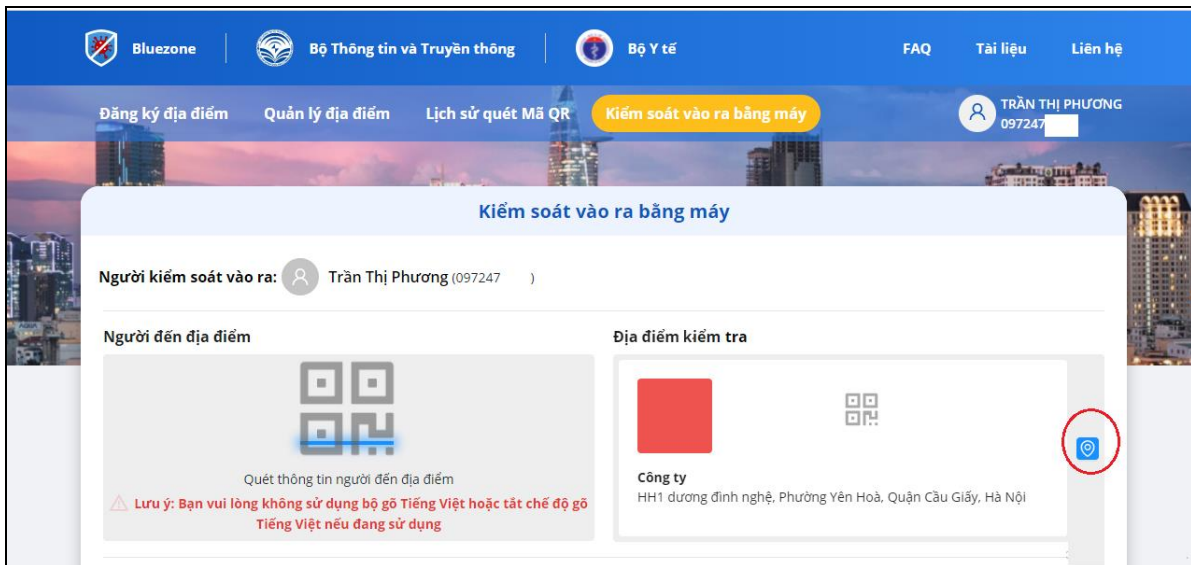 Bluezone
Bộ Thông tin và Truyền thông
Bộ Y tế
FAQ
Tài liệu
Liên hệ
Đăng ký địa điểm
Quản lý địa điểm
Lịch sử quét Mã QR
Kiểm soát vào ra bằng máy
TRẦN THỊ PHƯƠNG
097247
Kiểm soát vào ra bằng máy
Người kiểm soát vào ra: Trần Thị Phương (097247 )
Người đến địa điểm
Quét thông tin người đến địa điểm
Lưu ý: Bạn vui lòng không sử dụng bộ gõ Tiếng Việt hoặc tắt chế độ gõ
Tiếng Việt nếu đang sử dụng
Địa điểm kiểm tra
Công ty
HH1 dương đình nghệ, Phường Yên Hoà, Quận Cầu Giấy, Hà Nội